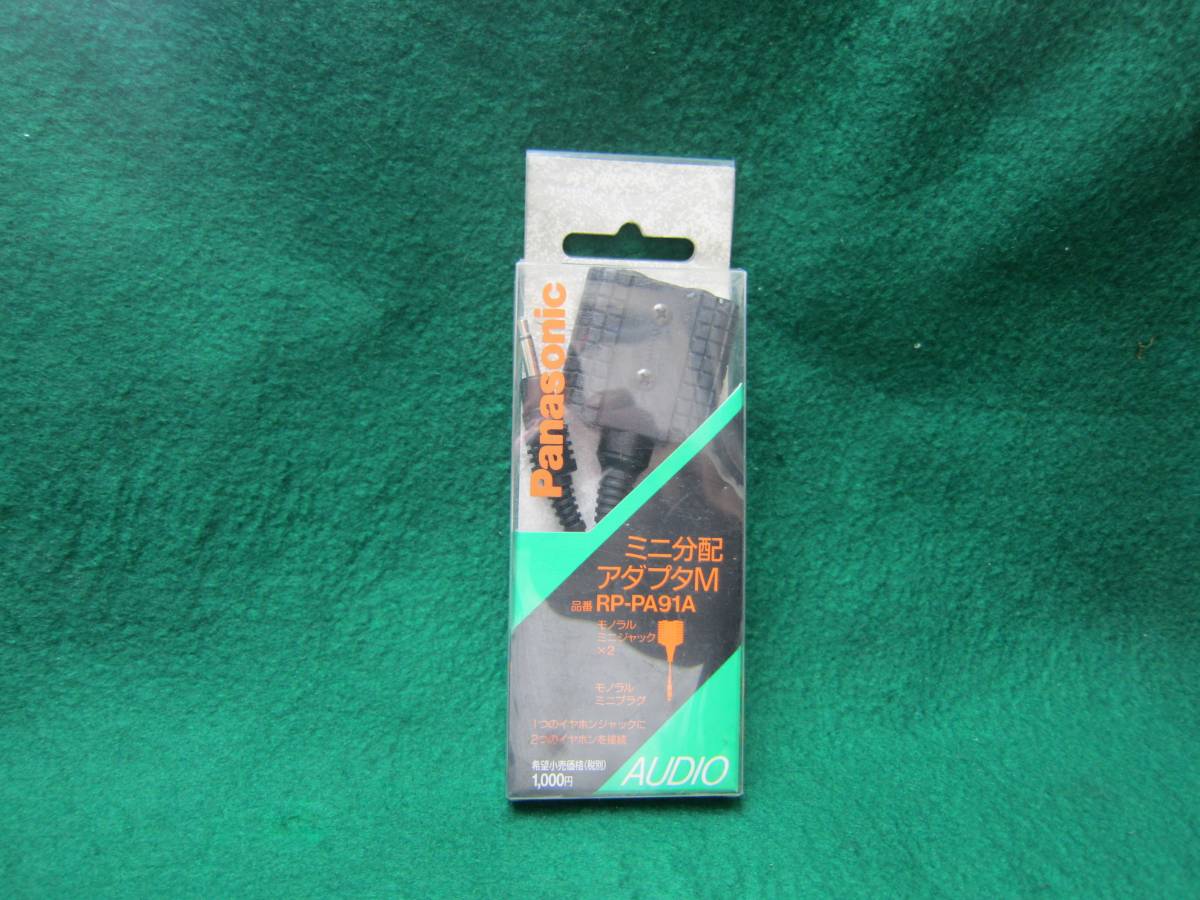 Panasonic
ミニ分配
アダプタM
品番 RP-PA91A
モノラル
ミニジャック
×2
モノラル
ミニプラグ
1つのイヤホンジャックに
2つのイヤホンを接続
希望小売価格(税別)
1,000円
AUDIO